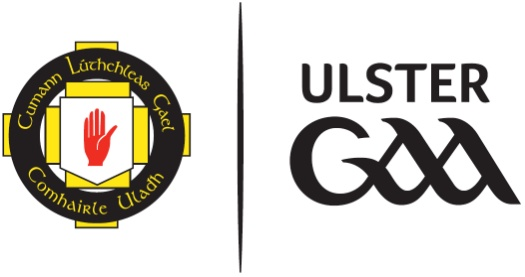 Cumann Lúthchleas Gael
Comhairle Uladh
ULSTER
GAA